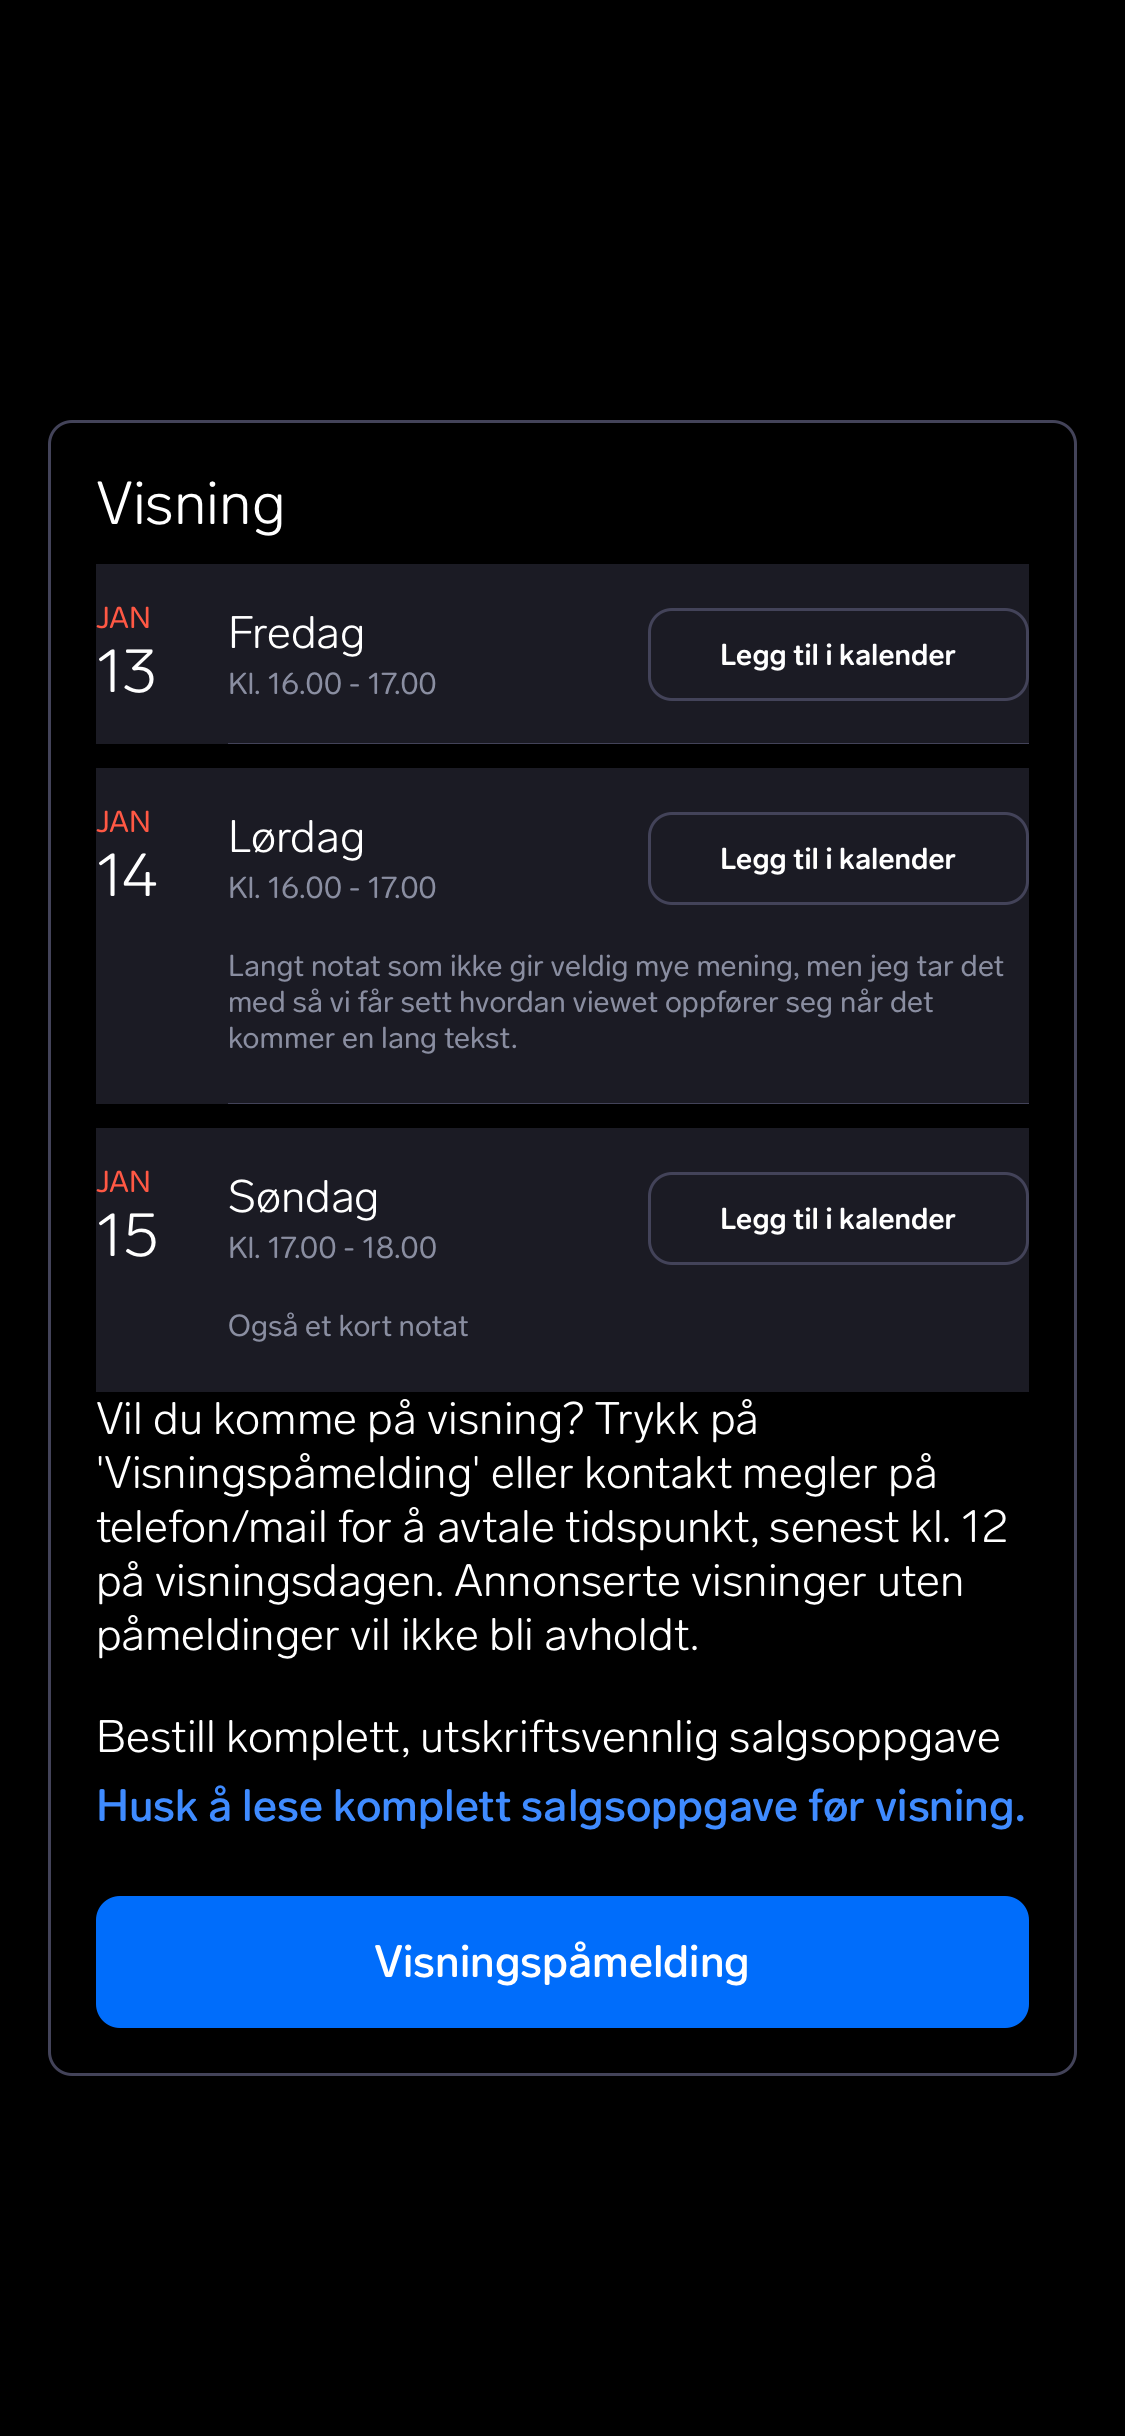 Visning
JAN
13
Fredag
Kl. 16.00 - 17.00
Legg til i kalender
JAN
14
Lørdag
Kl. 16.00 - 17.00
Legg til i kalender
Langt notat som ikke gir veldig mye mening, men jeg tar det
med så vi får sett hvordan viewet oppfører seg når det
kommer en lang tekst.
JAN
15
Søndag
Kl. 17.00 - 18.00
Legg til i kalender
Også et kort notat
Vil du komme på visning? Trykk på
'Visningspåmelding' eller kontakt megler på
telefon/mail for å avtale tidspunkt, senest kl. 12
på visningsdagen. Annonserte visninger uten
påmeldinger vil ikke bli avholdt.
Bestill komplett, utskriftsvennlig salgsoppgave
Husk å lese komplett salgsoppgave før visning.
Visningspåmelding